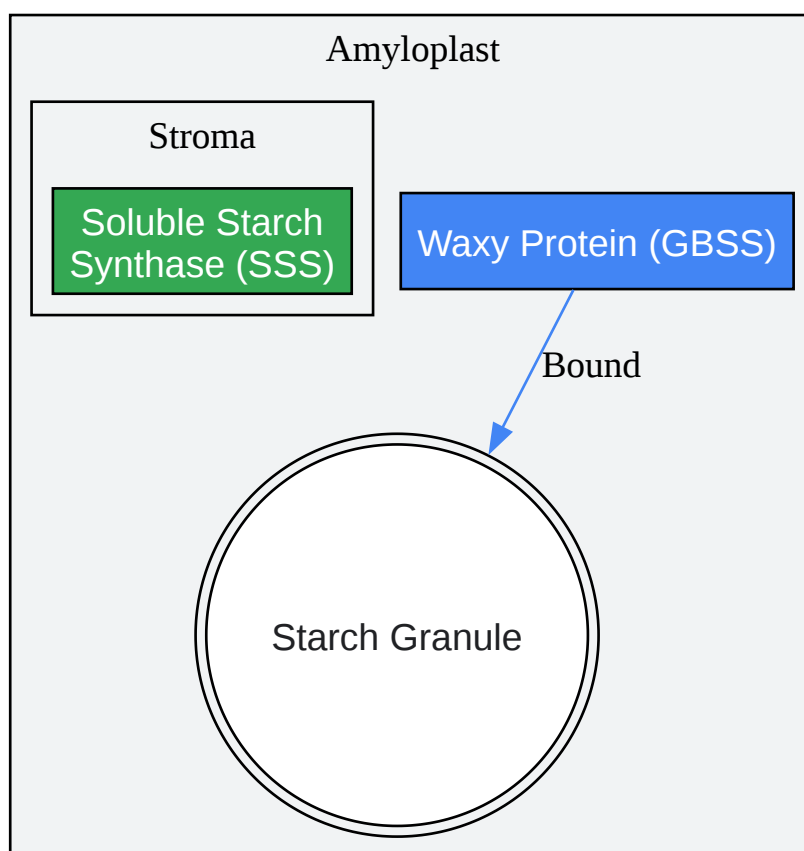 Amyloplast
Stroma
Soluble Starch
Synthase (SSS)
Waxy Protein (GBSS)
Bound
Starch Granule